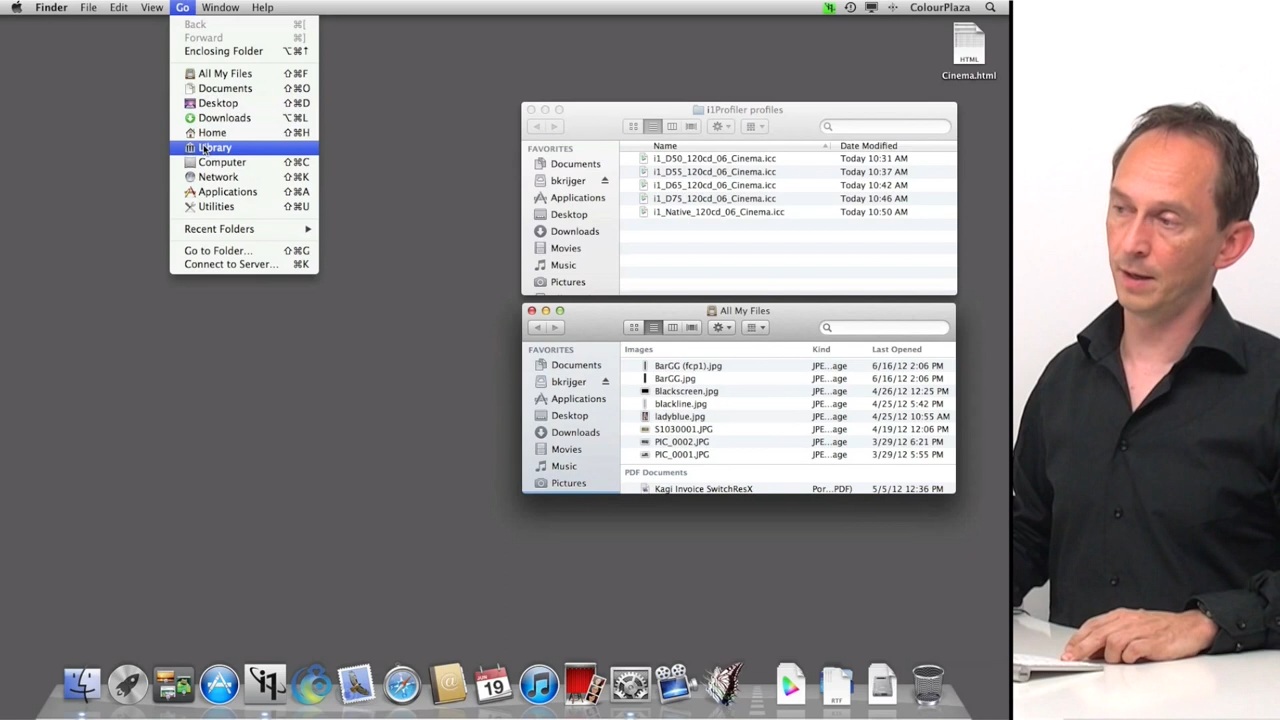 Finder File Edit View Go Window Help
ColourPlaza
Back ⌘[
Forward ⌘]
Enclosing Folder ⌥⌘↑
All My Files ⇧⌘F
Documents ⇧⌘O
Desktop ⇧⌘D
Downloads ⌥⌘L
Home ⇧⌘H
Library
Computer ⇧⌘C
Network ⇧⌘K
Applications ⇧⌘A
Utilities ⇧⌘U
Recent Folders
Go to Folder... ⇧⌘G
Connect to Server... ⌘K
HTML
Cinema.html
i1Profiler profiles
FAVORITES
Documents
bkrijger
Applications
Desktop
Downloads
Movies
Music
Pictures
Name Date Modified
i1_D50_120cd_06_Cinema.icc Today 10:31 AM
i1_D55_120cd_06_Cinema.icc Today 10:37 AM
i1_D65_120cd_06_Cinema.icc Today 10:42 AM
i1_D75_120cd_06_Cinema.icc Today 10:46 AM
i1_Native_120cd_06_Cinema.icc Today 10:50 AM
All My Files
FAVORITES
Documents
bkrijger
Applications
Desktop
Downloads
Movies
Music
Pictures
Images Kind Last Opened
BarGG (fcp1).jpg JPE...age 6/16/12 2:06 PM
BarGG.jpg JPE...age 6/16/12 2:06 PM
Blackscreen.jpg JPE...age 4/26/12 12:25 PM
blackline.jpg JPE...age 4/25/12 5:42 PM
ladyblue.jpg JPE...age 4/25/12 10:55 AM
S1030001.JPG JPE...age 4/19/12 12:06 PM
PIC_0002.JPG JPE...age 3/29/12 6:21 PM
PIC_0001.JPG JPE...age 3/29/12 5:55 PM
PDF Documents
Kagi Invoice SwitchResX Por...PDF) 5/5/12 12:36 PM
JUN
19
RTF